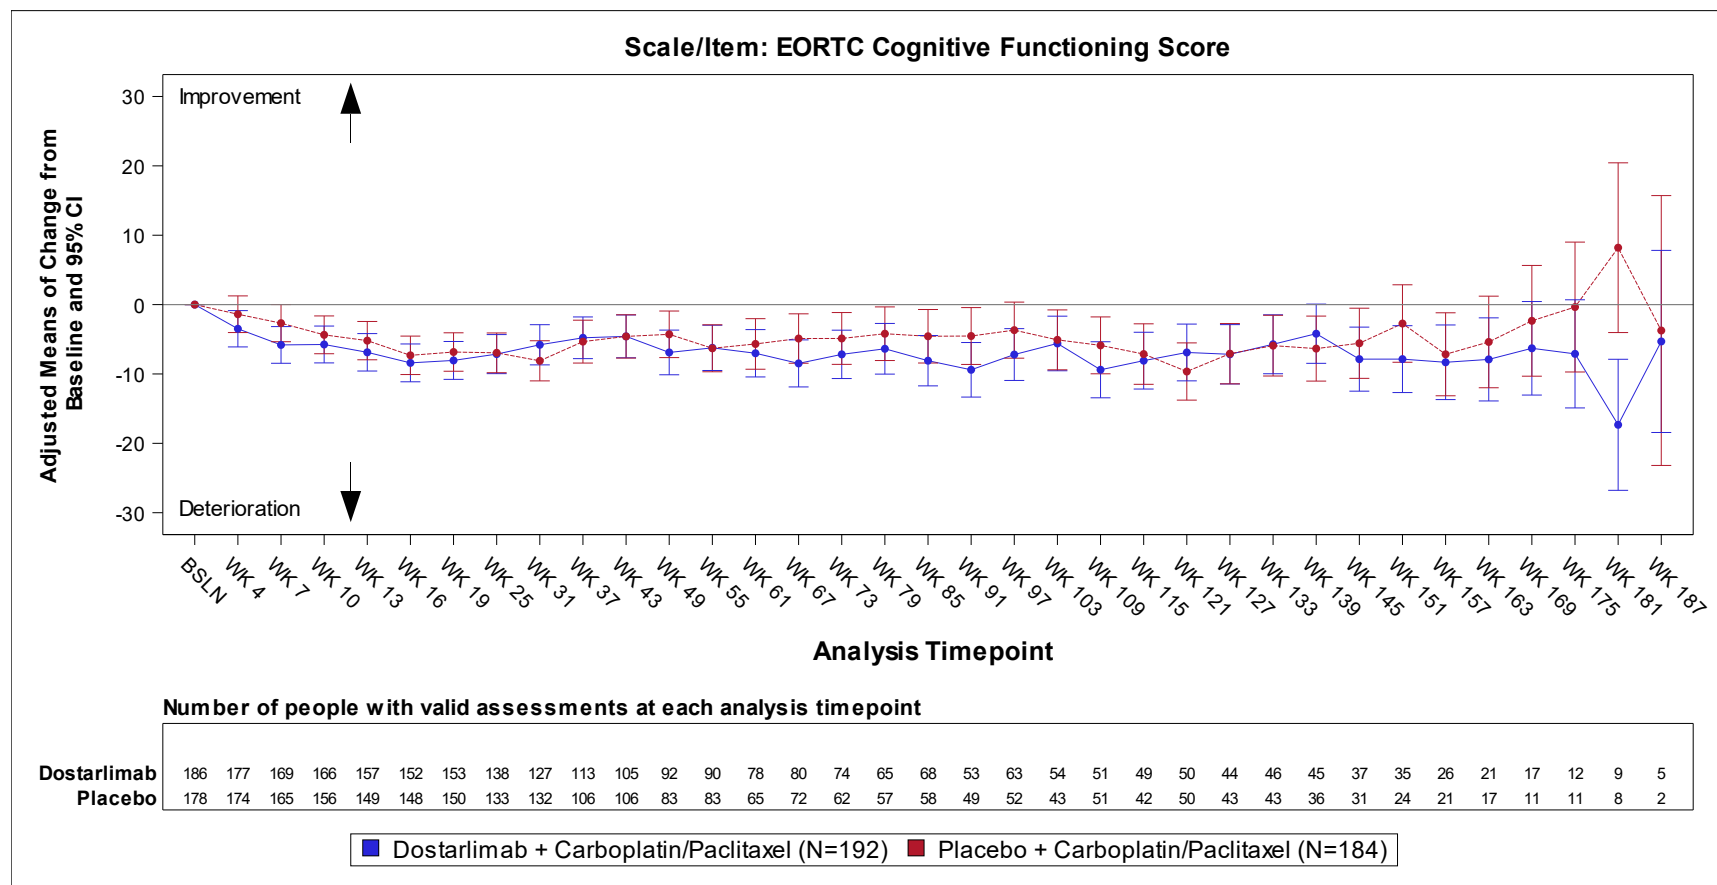 Scale/Item: EORTC Cognitive Functioning Score
Adjusted Means of Change from
Baseline and 95% CI
Improvement
Deterioration
30
20
10
0
-10
-20
-30
BSLN WK 4 WK 7 WK 10 WK 13 WK 16 WK 19 WK 25 WK 31 WK 37 WK 43 WK 49 WK 55 WK 61 WK 67 WK 73 WK 79 WK 85 WK 91 WK 97 WK 103 WK 109 WK 115 WK 121 WK 127 WK 133 WK 139 WK 145 WK 151 WK 157 WK 163 WK 169 WK 175 WK 181 WK 187
Analysis Timepoint
Number of people with valid assessments at each analysis timepoint
Dostarlimab 186 177 169 166 157 152 153 138 127 113 105 92 90 78 80 74 65 68 53 63 54 51 49 50 44 46 45 37 35 26 21 17 12 9 5
Placebo 178 174 165 156 149 148 150 133 132 106 106 83 83 65 72 62 57 58 49 52 43 51 42 50 43 43 36 31 24 21 17 11 11 8 2
Dostarlimab + Carboplatin/Paclitaxel (N=192) Placebo + Carboplatin/Paclitaxel (N=184)